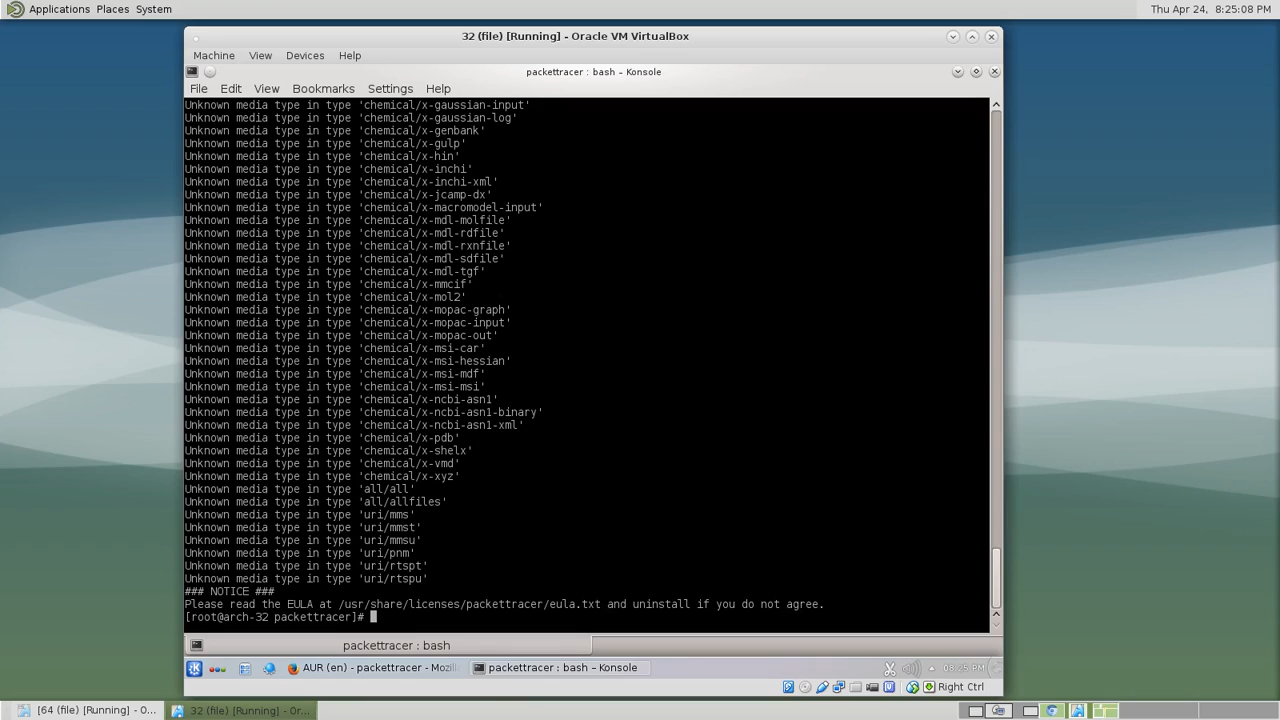 Applications Places System
Thu Apr 24, 8:25:08 PM
32 (file) [Running] - Oracle VM VirtualBox
Machine View Devices Help
packettracer : bash – Konsole
File Edit View Bookmarks Settings Help
Unknown media type in type 'chemical/x-gaussian-input'
Unknown media type in type 'chemical/x-gaussian-log'
Unknown media type in type 'chemical/x-genbank'
Unknown media type in type 'chemical/x-gulp'
Unknown media type in type 'chemical/x-hin'
Unknown media type in type 'chemical/x-inchi'
Unknown media type in type 'chemical/x-inchi-xml'
Unknown media type in type 'chemical/x-jcamp-dx'
Unknown media type in type 'chemical/x-macromodel-input'
Unknown media type in type 'chemical/x-mdl-molfile'
Unknown media type in type 'chemical/x-mdl-rdfile'
Unknown media type in type 'chemical/x-mdl-rxnfile'
Unknown media type in type 'chemical/x-mdl-sdfile'
Unknown media type in type 'chemical/x-mdl-tgf'
Unknown media type in type 'chemical/x-mmcif'
Unknown media type in type 'chemical/x-mol2'
Unknown media type in type 'chemical/x-mopac-graph'
Unknown media type in type 'chemical/x-mopac-input'
Unknown media type in type 'chemical/x-mopac-out'
Unknown media type in type 'chemical/x-msi-car'
Unknown media type in type 'chemical/x-msi-hessian'
Unknown media type in type 'chemical/x-msi-mdf'
Unknown media type in type 'chemical/x-msi-msi'
Unknown media type in type 'chemical/x-ncbi-asn1'
Unknown media type in type 'chemical/x-ncbi-asn1-binary'
Unknown media type in type 'chemical/x-ncbi-asn1-xml'
Unknown media type in type 'chemical/x-pdb'
Unknown media type in type 'chemical/x-shelx'
Unknown media type in type 'chemical/x-vmd'
Unknown media type in type 'chemical/x-xyz'
Unknown media type in type 'all/all'
Unknown media type in type 'all/allfiles'
Unknown media type in type 'uri/mms'
Unknown media type in type 'uri/mmst'
Unknown media type in type 'uri/mmsu'
Unknown media type in type 'uri/pnm'
Unknown media type in type 'uri/rtspt'
Unknown media type in type 'uri/rtspu'
### NOTICE ###
Please read the EULA at /usr/share/licenses/packettracer/eula.txt and uninstall if you do not agree.
[root@arch-32 packettracer]#
packettracer : bash
AUR (en) - packettracer - Mozil
packettracer : bash – Konsole
08:25 PM
Right Ctrl
[64 (file) [Running] - O...
32 (file) [Running] - Or...